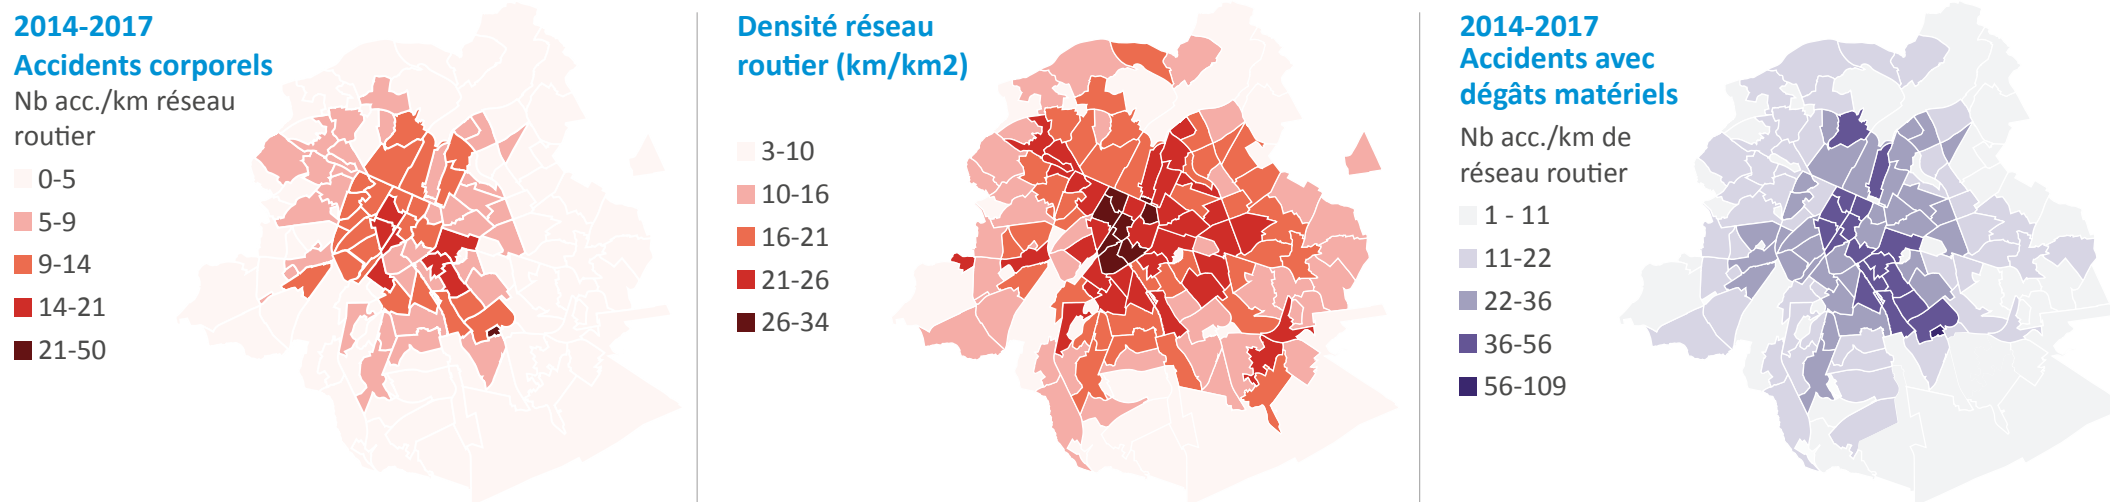 2014-2017
Accidents corporels
Nb acc./km réseau
routier
0-5
5-9
9-14
14-21
21-50
Densité réseau
routier (km/km2)
3-10
10-16
16-21
21-26
26-34
2014-2017
Accidents avec
dégâts matériels
Nb acc./km de
réseau routier
1 - 11
11-22
22-36
36-56
56-109